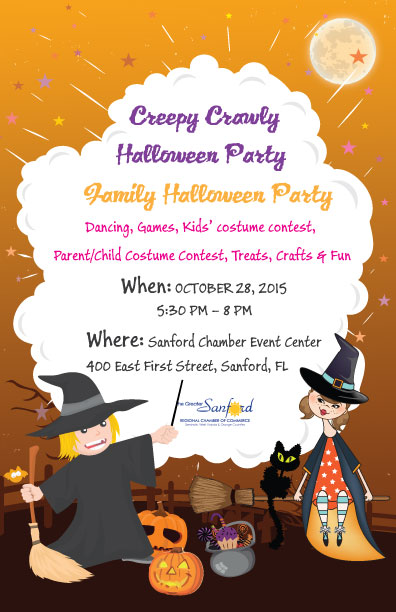 Creepy Crawly
Halloween Party
Family Halloween Party
Dancing, Games, Kids' costume contest,
Parent/Child Costume Contest, Treats, Crafts & Fun
When: OCTOBER 28, 2015
5:30 PM – 8 PM
Where: Sanford Chamber Event Center
400 East First Street, Sanford, FL
The Greater
Sanford
REGIONAL CHAMBER OF COMMERCE